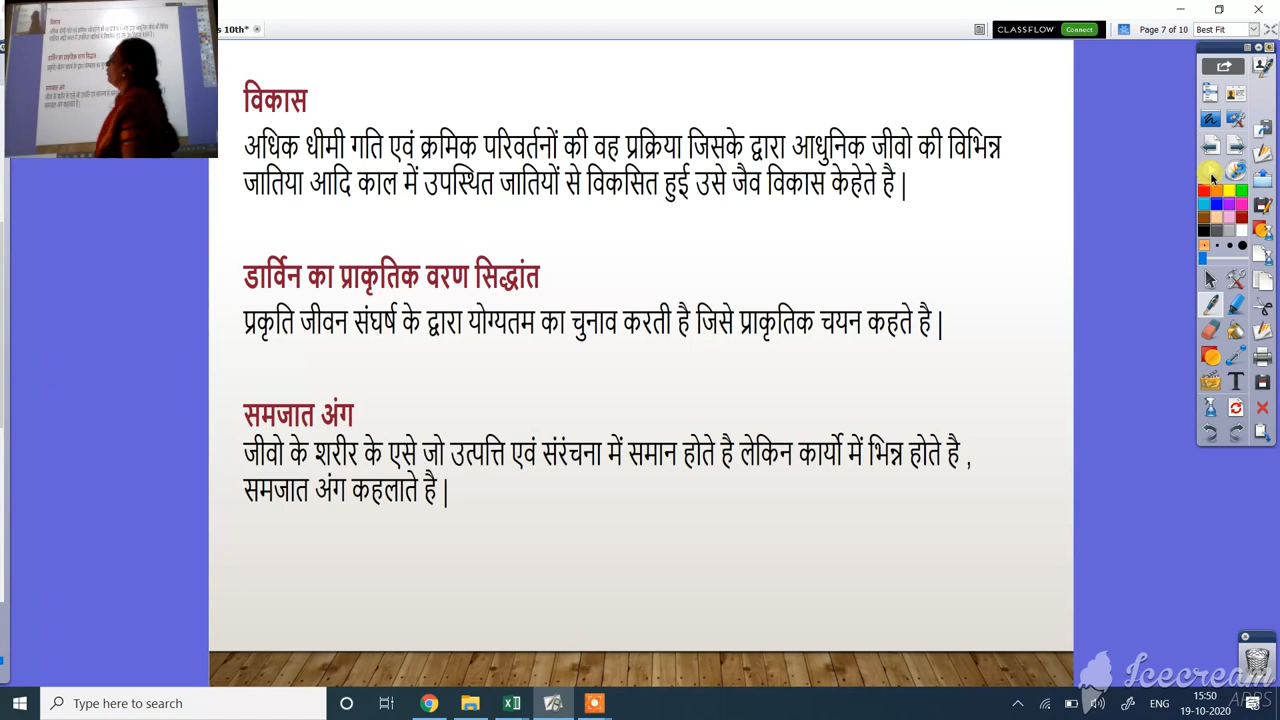 s 10th*
CLASSFLOW Connect
Page 7 of 10
Best Fit
विकास
अधिक धीमी गति एवं क्रमिक परिवर्तनों की वह प्रक्रिया जिसके द्वारा आधुनिक जीवो की विभिन्न
जातिया आदि काल में उपस्थित जातियों से विकसित हुई उसे जैव विकास केहेते है |
डार्विन का प्राकृतिक वरण सिद्धांत
प्रकृति जीवन संघर्ष के द्वारा योग्यतम का चुनाव करती है जिसे प्राकृतिक चयन कहते है |
समजात अंग
जीवो के शरीर के एसे जो उत्पत्ति एवं संरंचना में समान होते है लेकिन कार्यो में भिन्न होते है ,
समजात अंग कहलाते है |
Icecream
APPS
Type here to search
ENG
15:50
19-10-2020